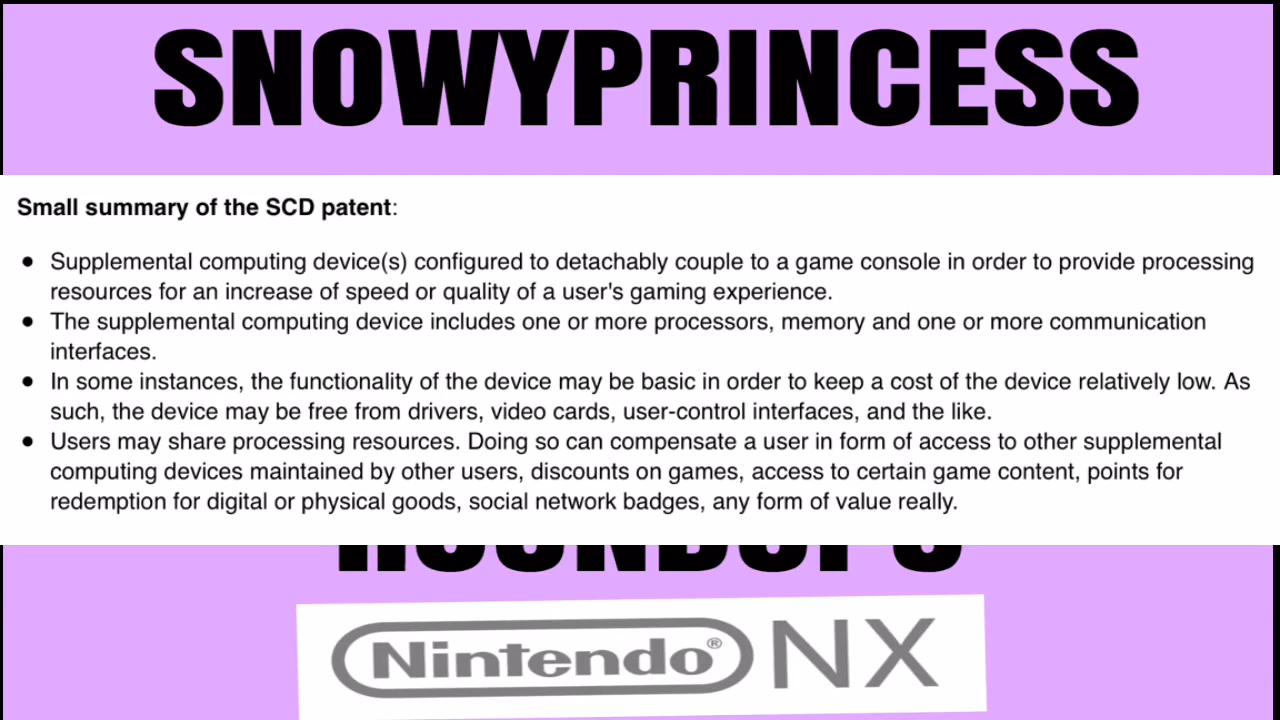 SNOWYPRINCESS
Small summary of the SCD patent:
● Supplemental computing device(s) configured to detachably couple to a game console in order to provide processing
resources for an increase of speed or quality of a user's gaming experience.
● The supplemental computing device includes one or more processors, memory and one or more communication
interfaces.
● In some instances, the functionality of the device may be basic in order to keep a cost of the device relatively low. As
such, the device may be free from drivers, video cards, user-control interfaces, and the like.
● Users may share processing resources. Doing so can compensate a user in form of access to other supplemental
computing devices maintained by other users, discounts on games, access to certain game content, points for
redemption for digital or physical goods, social network badges, any form of value really.
Nintendo® NX